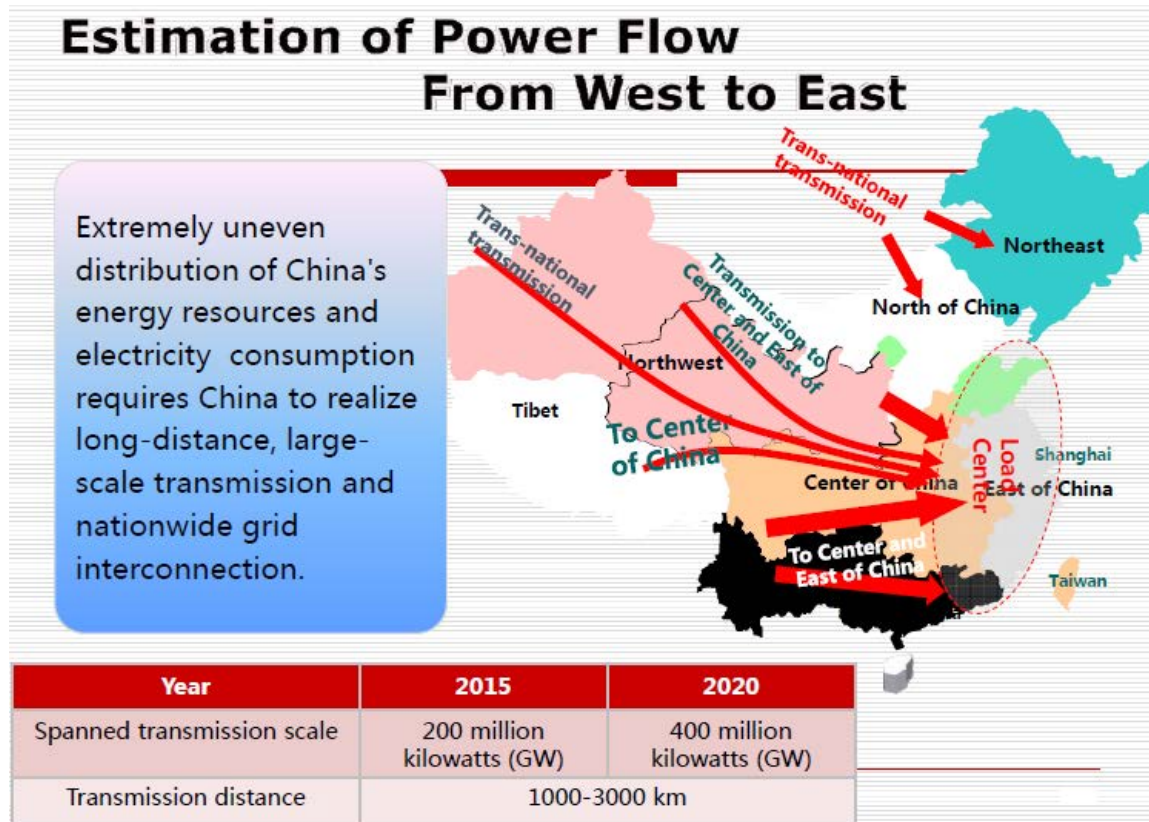 Estimation of Power Flow
From West to East
Extremely uneven
distribution of China's
energy resources and
electricity consumption
requires China to realize
long-distance, large-
scale transmission and
nationwide grid
interconnection.
Trans-national
transmission
Northeast
North of China
Trans-national
transmission
Transmission to
Center and East of
China
Northwest
Tibet
To Center
of China
Load
Center
Shanghai
Center of China
East of China
To Center and
East of China
Taiwan
Year
2015
2020
Spanned transmission scale
200 million
kilowatts (GW)
400 million
kilowatts (GW)
Transmission distance
1000-3000 km